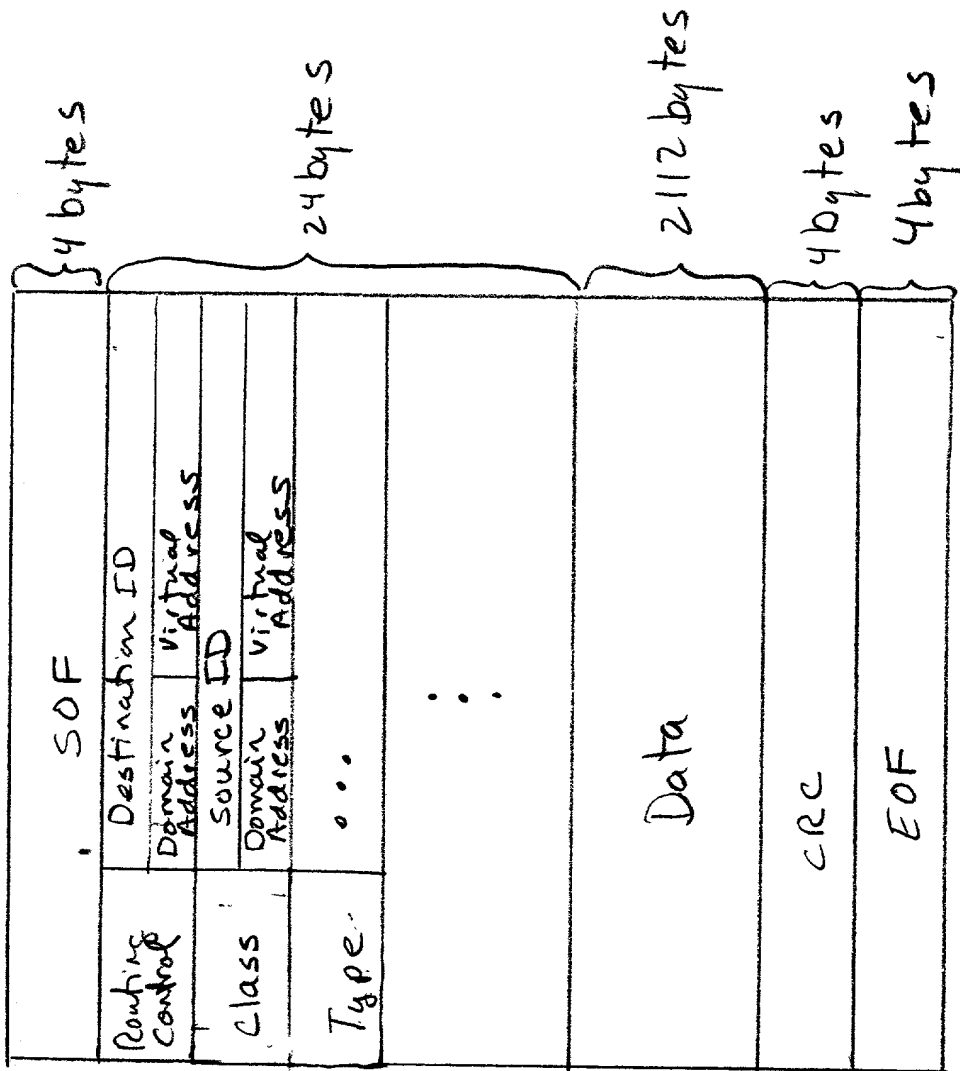 SOF
4 bytes
Routing
Control
Destination ID
Domain
Address
Virtual
Address
Class
Source ID
Domain
Address
Virtual
Address
Type
...
24 bytes
...
Data
2112 bytes
CRC
4 bytes
EOF
4 bytes